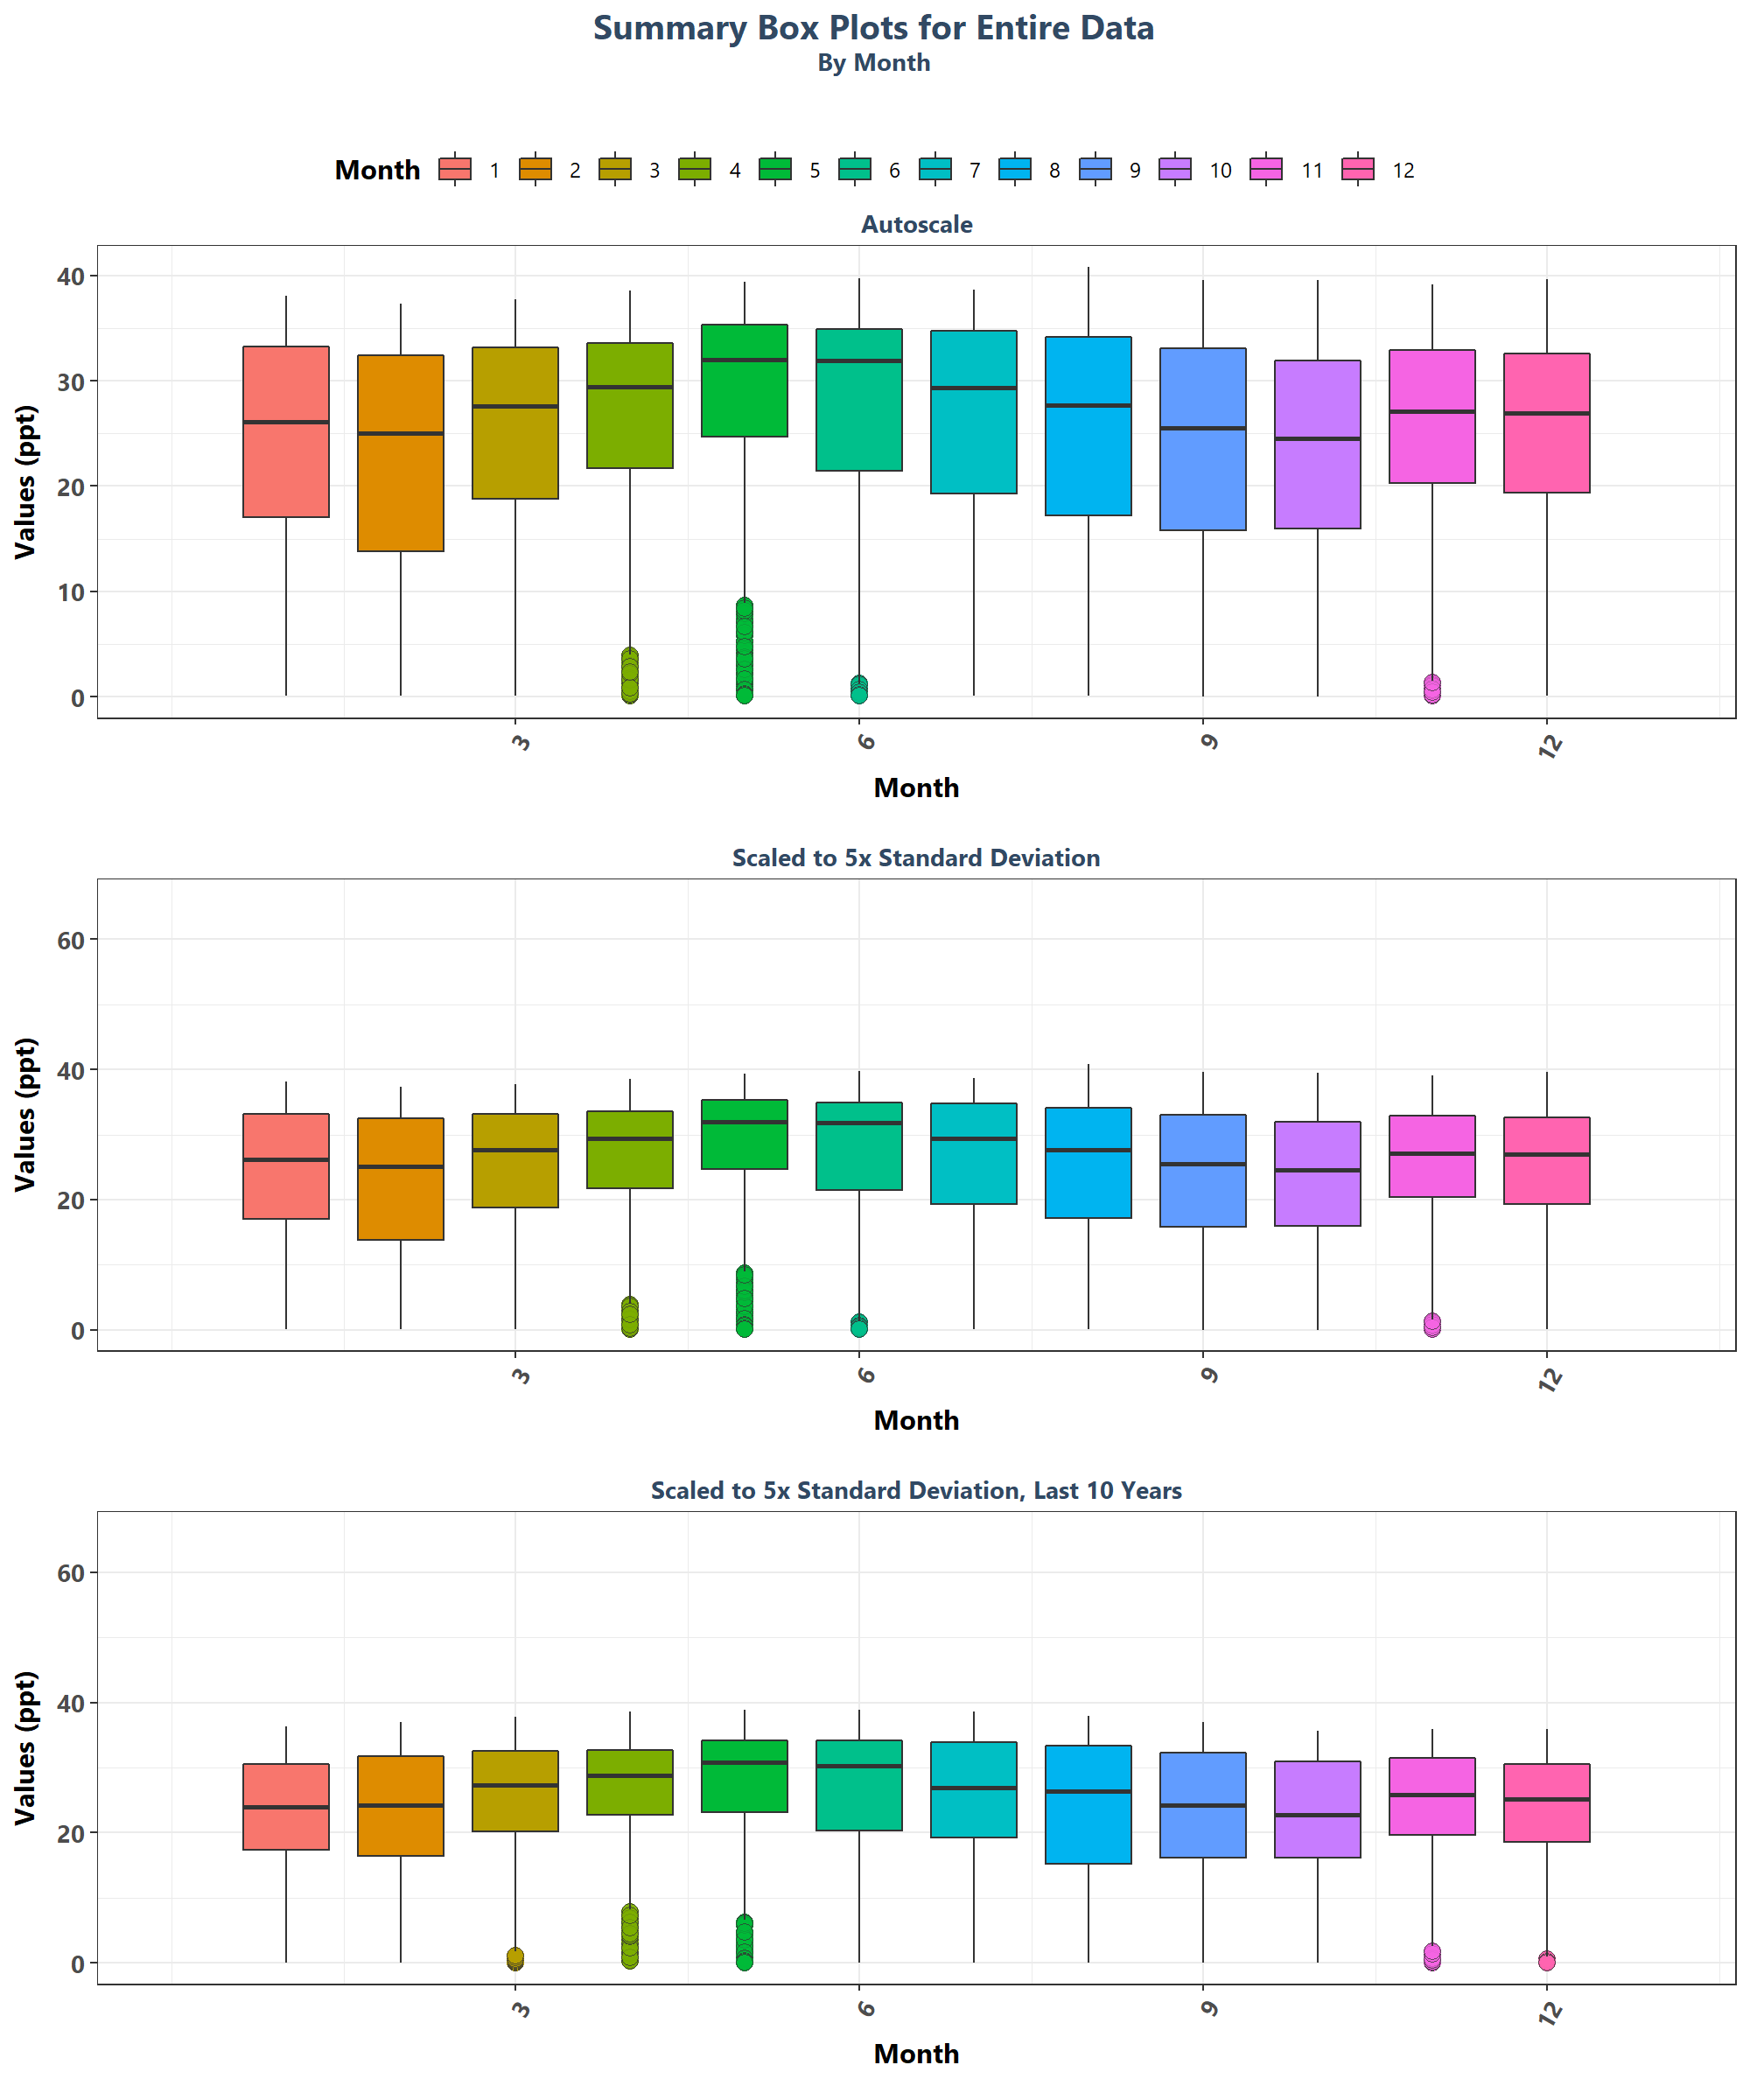 Summary Box Plots for Entire Data
By Month
Month 1 2 3 4 5 6 7 8 9 10 11 12
Autoscale
Values (ppt)
40
30
20
10
0
3 6 9 12
Month
Scaled to 5x Standard Deviation
Values (ppt)
60
40
20
0
3 6 9 12
Month
Scaled to 5x Standard Deviation, Last 10 Years
Values (ppt)
60
40
20
0
3 6 9 12
Month